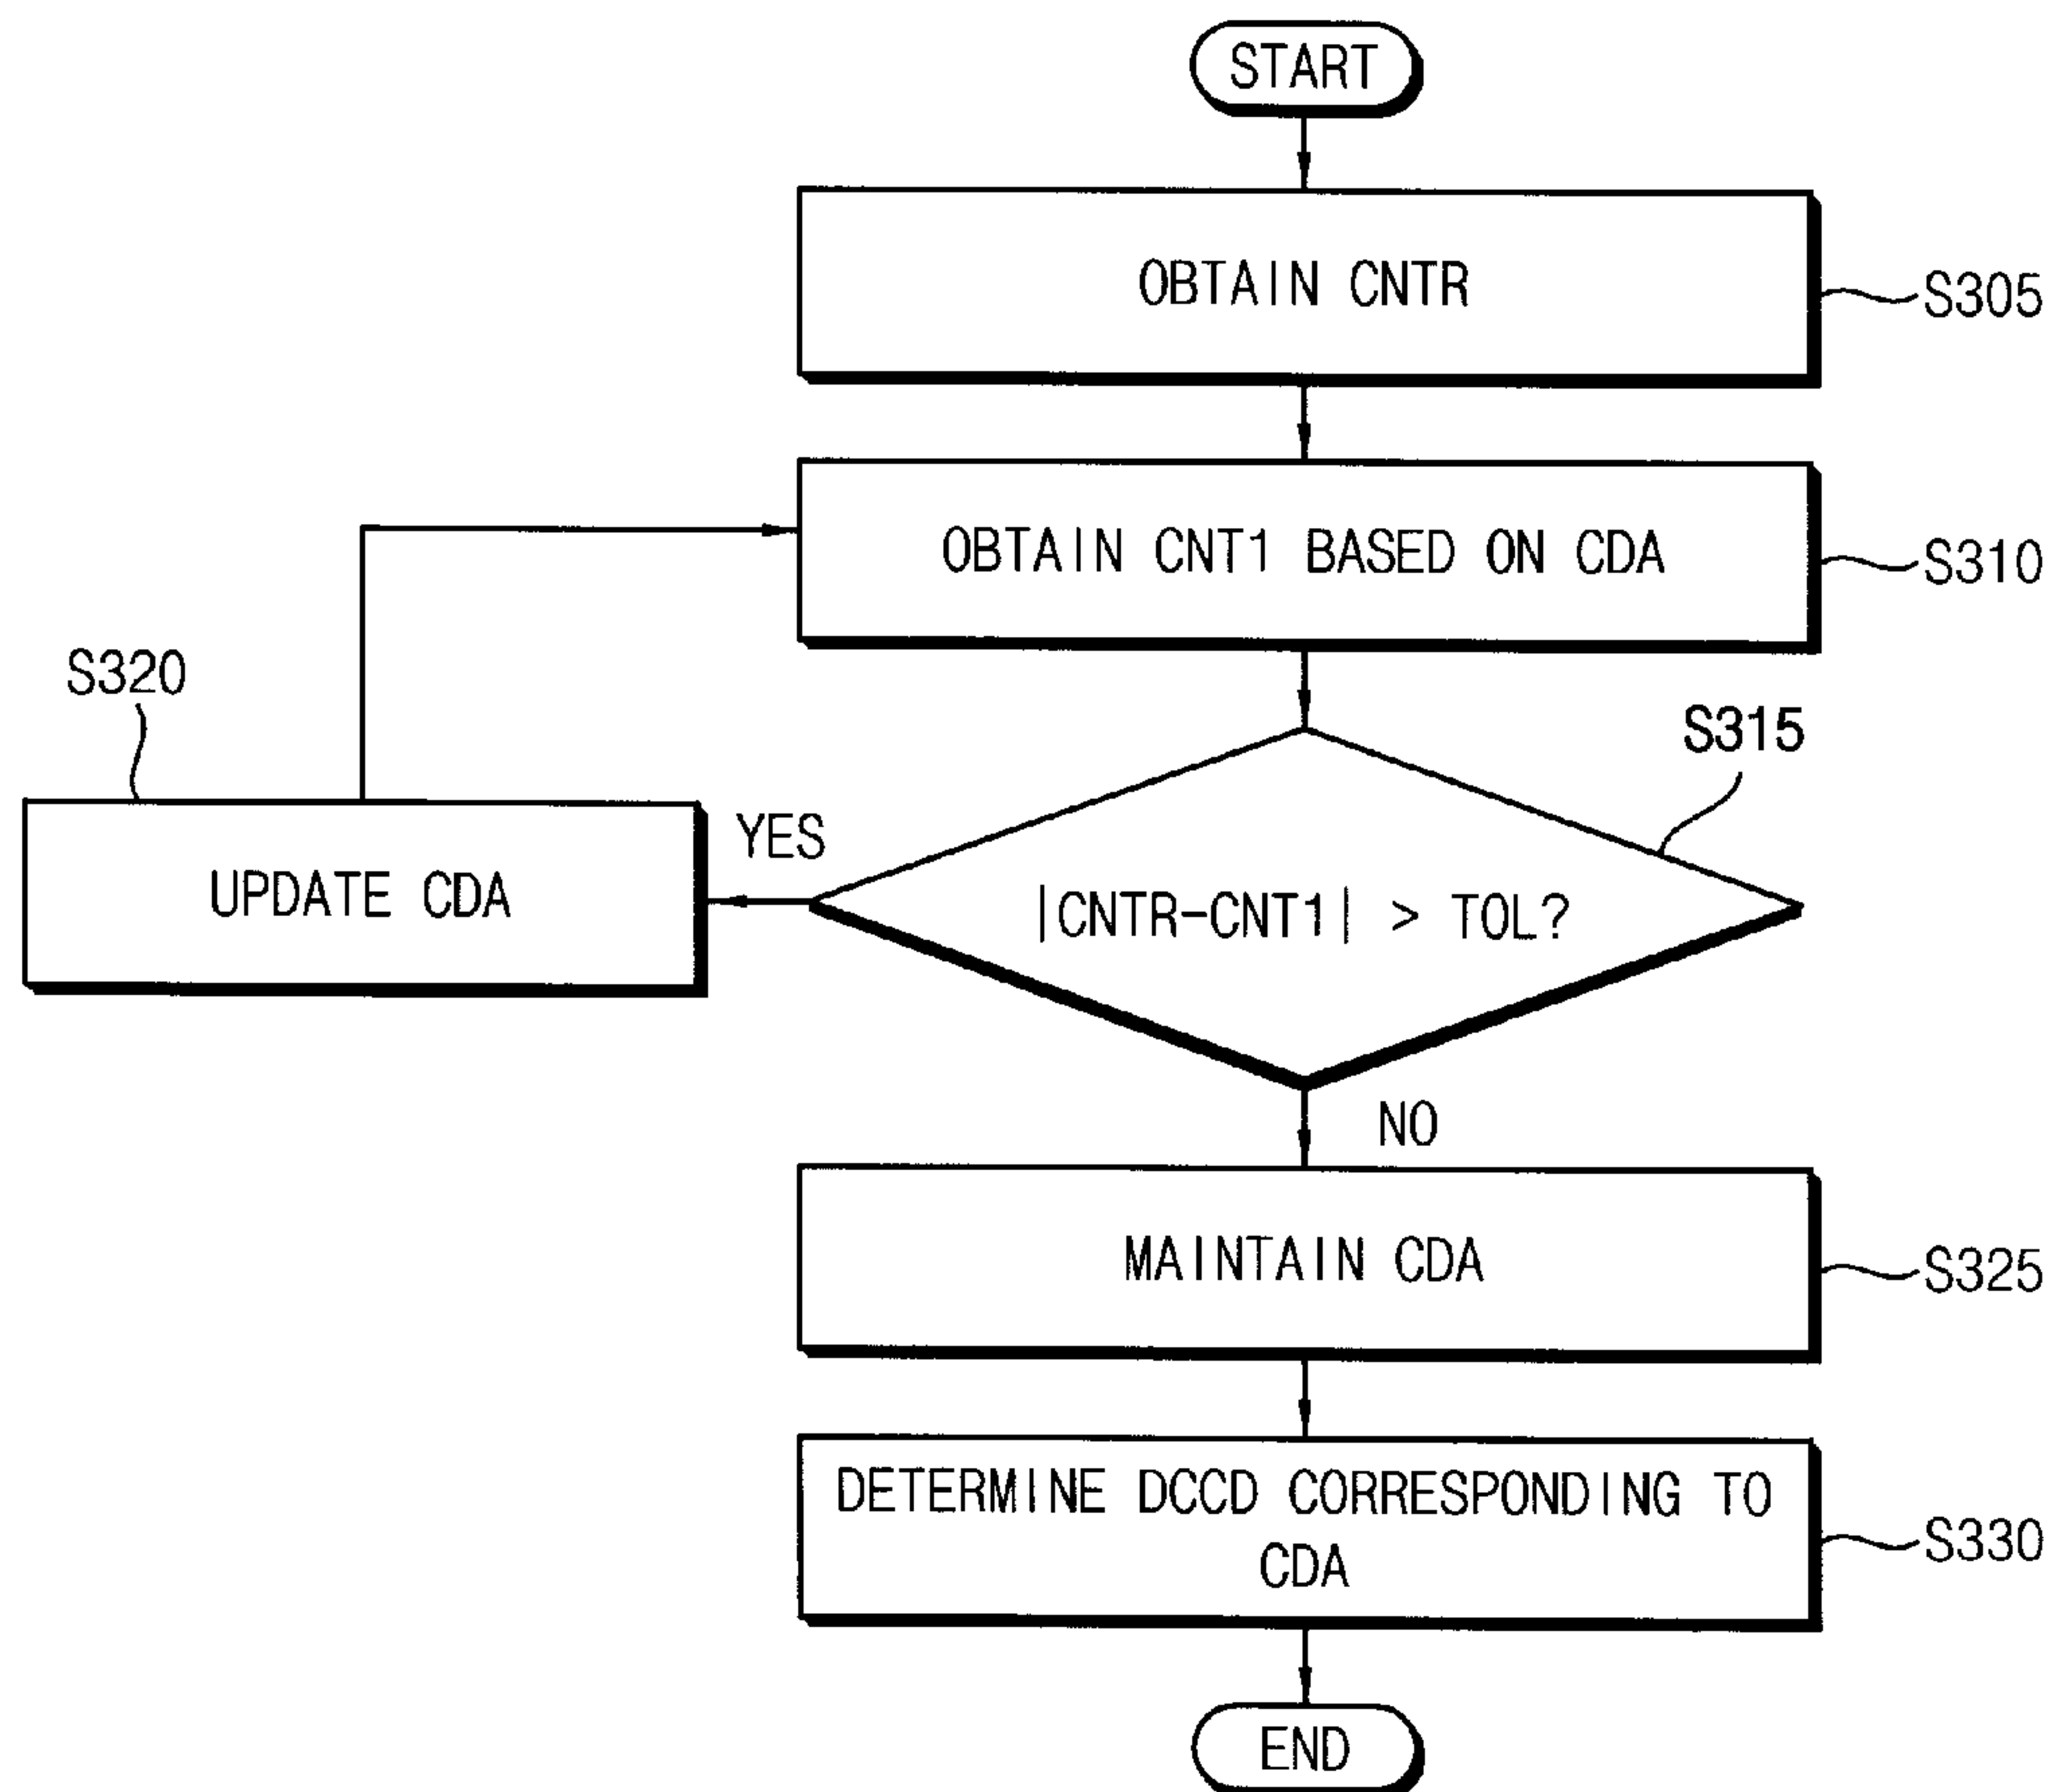 START
OBTAIN CNTR
S305
OBTAIN CNT1 BASED ON CDA
S310
S320
S315
UPDATE CDA
YES
|CNTR-CNT1| > TOL?
NO
MAINTAIN CDA
S325
DETERMINE DCCD CORRESPONDING TO
CDA
S330
END